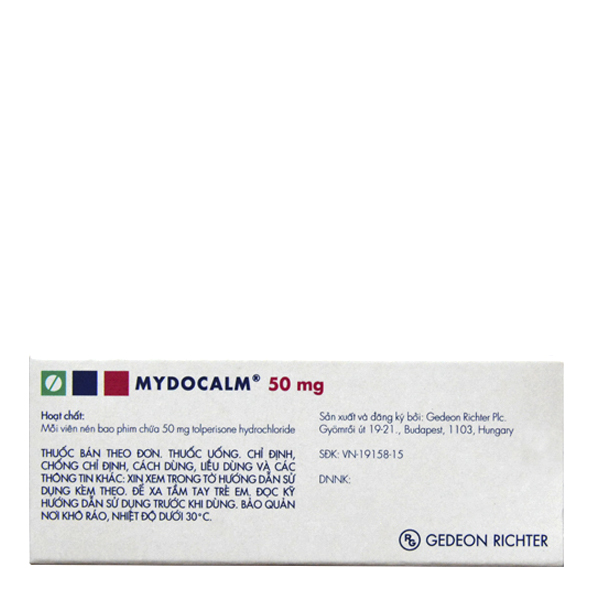 MYDOCALM® 50 mg
Hoạt chất:
Mỗi viên nén bao phim chứa 50 mg tolperisone hydrochloride
THUỐC BÁN THEO ĐƠN. THUỐC UỐNG. CHỈ ĐỊNH,
CHỐNG CHỈ ĐỊNH, CÁCH DÙNG, LIỀU DÙNG VÀ CÁC
THÔNG TIN KHÁC: XIN XEM TRONG TỜ HƯỚNG DẪN SỬ
DỤNG KÈM THEO. ĐỂ XA TẦM TAY TRẺ EM. ĐỌC KỸ
HƯỚNG DẪN SỬ DỤNG TRƯỚC KHI DÙNG. BẢO QUẢN
NƠI KHÔ RÁO, NHIỆT ĐỘ DƯỚI 30°C.
Sản xuất và đăng ký bởi: Gedeon Richter Plc.
Gyömrői út 19-21., Budapest, 1103, Hungary
SĐK: VN-19158-15
DNNK:
RG GEDEON RICHTER